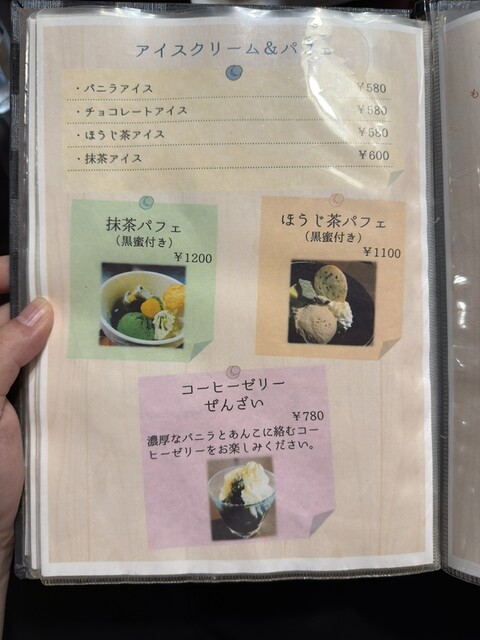 アイスクリーム＆パフェ
・バニラアイス ￥580
・チョコレートアイス ￥580
・ほうじ茶アイス ￥580
・抹茶アイス ￥600
抹茶パフェ
（黒蜜付き）
￥1200
ほうじ茶パフェ
（黒蜜付き）
￥1100
コーヒーゼリー
ぜんざい
￥780
濃厚なバニラとあんこに絡むコー
ヒーゼリーをお楽しみください。
も